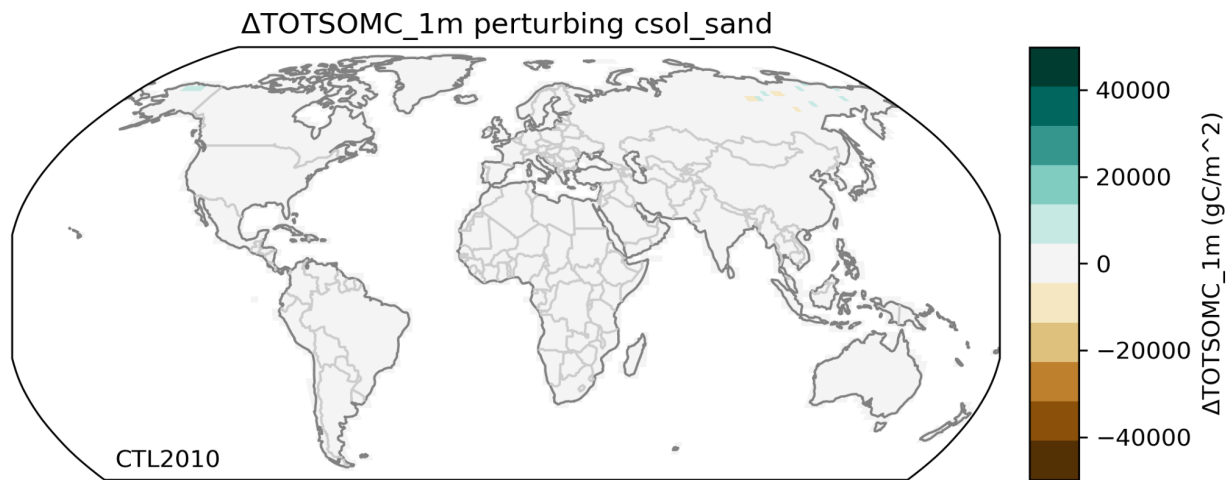 ΔTOTSOMC_1m perturbing csol_sand
CTL2010
40000
20000
0
−20000
−40000
ΔTOTSOMC_1m (gC/m^2)